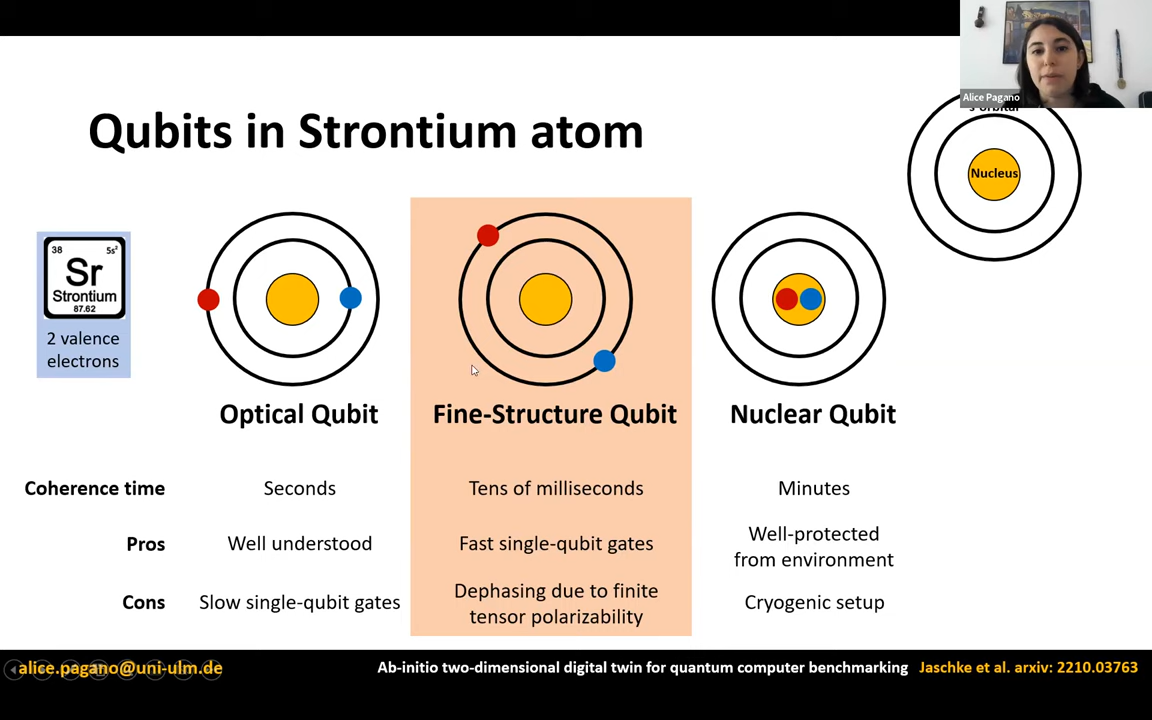 Alice Pagano
s orbital
Nucleus
Qubits in Strontium atom
38 5s²
Sr
Strontium
87.62
2 valence
electrons
Optical Qubit
Fine-Structure Qubit
Nuclear Qubit
Coherence time
Seconds
Tens of milliseconds
Minutes
Pros
Well understood
Fast single-qubit gates
Well-protected
from environment
Cons
Slow single-qubit gates
Dephasing due to finite
tensor polarizability
Cryogenic setup
alice.pagano@uni-ulm.de
Ab-initio two-dimensional digital twin for quantum computer benchmarking Jaschke et al. arxiv: 2210.03763